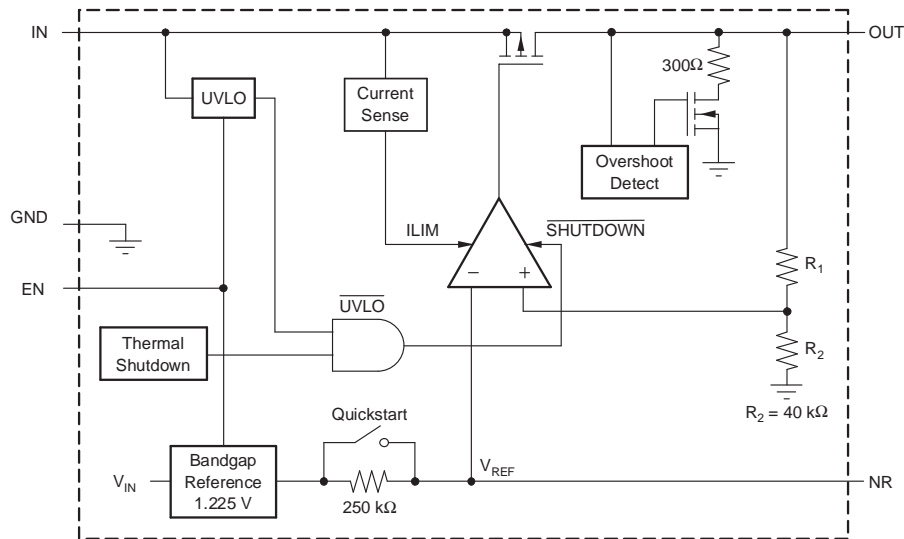 IN
OUT
300Ω
UVLO
Current
Sense
Overshoot
Detect
GND
ILIM
SHUTDOWN
− +
R1
EN
UVLO
Thermal
Shutdown
R2
R2 = 40 kΩ
Quickstart
VIN
Bandgap
Reference
1.225 V
250 kΩ
VREF
NR